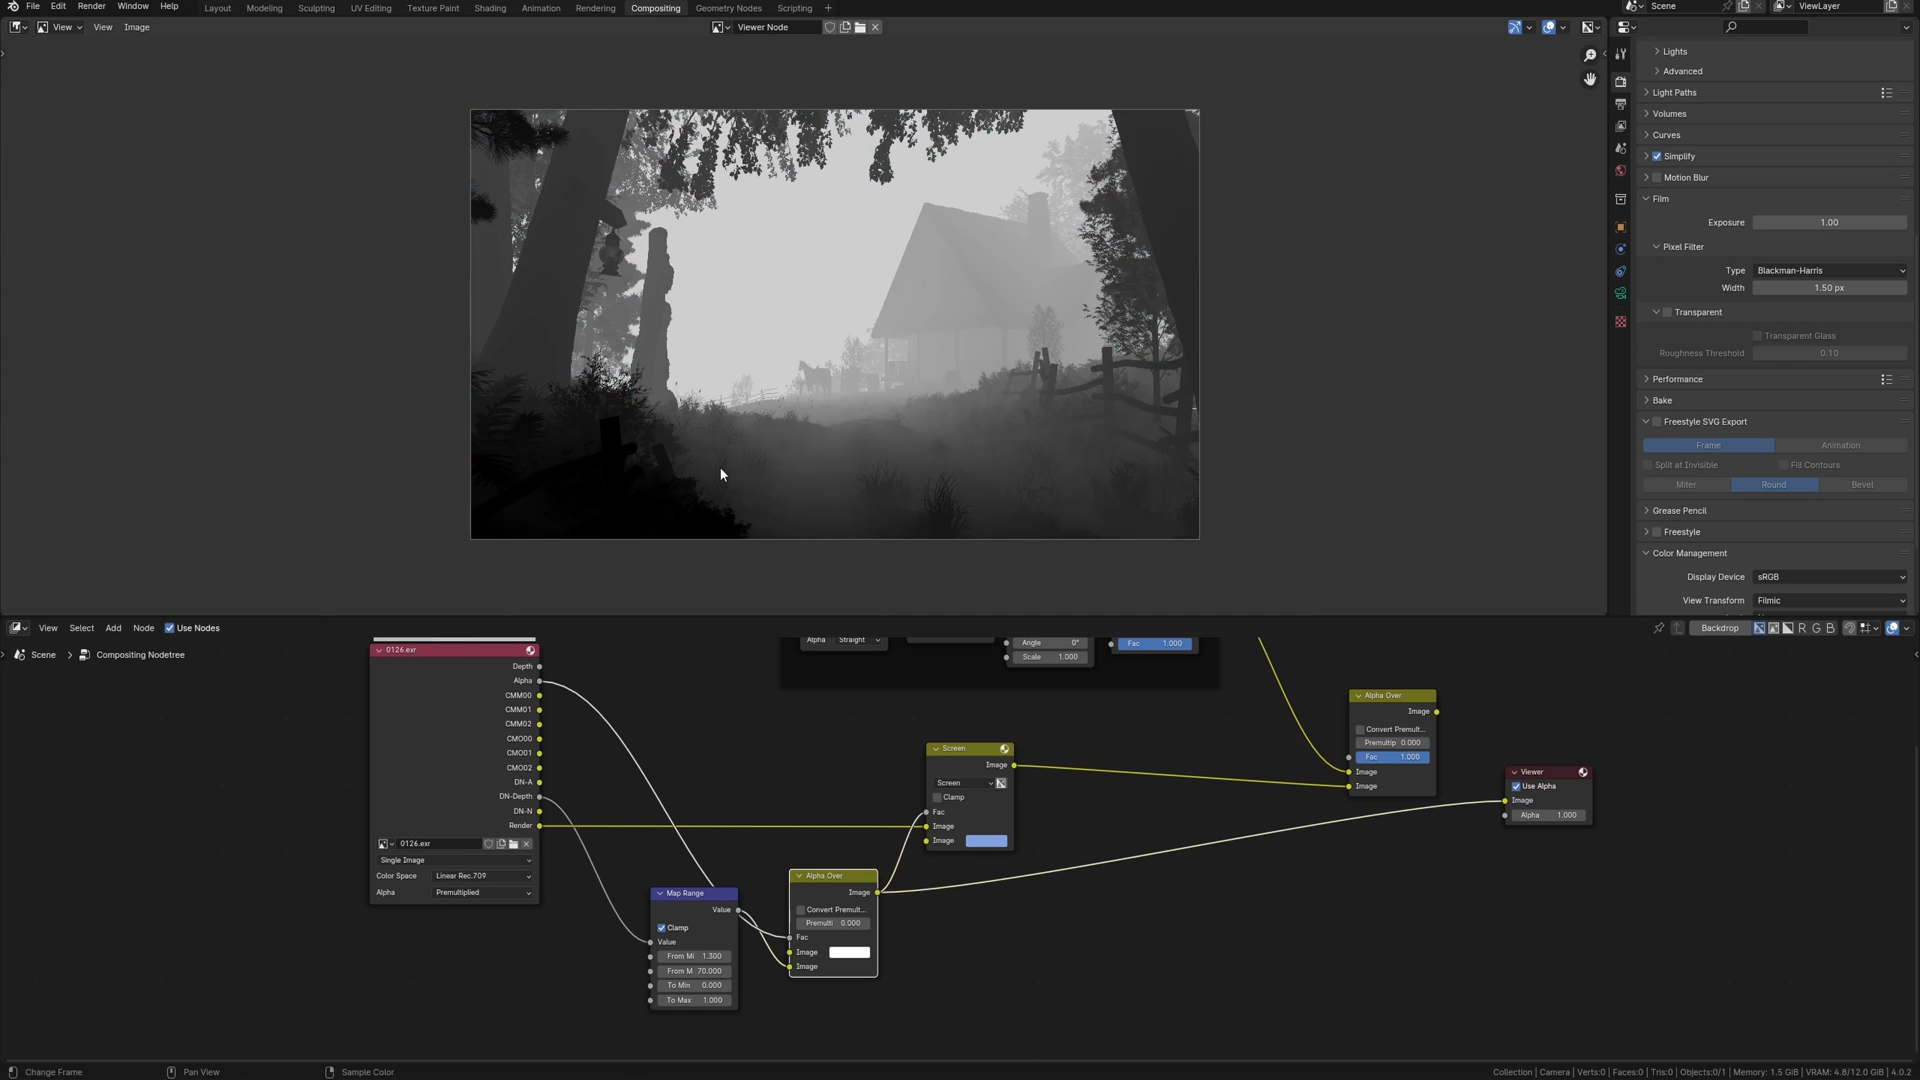 File Edit Render Window Help Layout Modeling Sculpting UV Editing Texture Paint Shading Animation Rendering Compositing Geometry Nodes Scripting + Scene ViewLayer
View View Image Viewer Node
Lights
Advanced
Light Paths
Volumes
Curves
Simplify
Motion Blur
Film
Exposure 1.00
Pixel Filter
Type Blackman-Harris
Width 1.50 px
Transparent
Transparent Glass
Roughness Threshold 0.10
Performance
Bake
Freestyle SVG Export
Frame Animation
Split at Invisible Fill Contours
Miter Round Bevel
Grease Pencil
Freestyle
Color Management
Display Device sRGB
View Transform Filmic
View Select Add Node Use Nodes Backdrop R G B
Scene > Compositing Nodetree
0126.exr
Depth
Alpha
CMM00
CMM01
CMM02
CMO00
CMO01
CMO02
DN-A
DN-Depth
DN-N
Render
0126.exr
Single Image
Color Space Linear Rec.709
Alpha Premultiplied
Map Range
Value
Clamp
Value
From Mi 1.300
From M 70.000
To Min 0.000
To Max 1.000
Alpha Over
Image
Convert Premult...
Premulti 0.000
Fac
Image
Image
Alpha Straight
Angle 0°
Scale 1.000
Fac 1.000
Screen
Image
Screen
Clamp
Fac
Image
Image
Alpha Over
Image
Convert Premult...
Premultip 0.000
Fac 1.000
Image
Image
Viewer
Use Alpha
Image
Alpha 1.000
Change Frame Pan View Sample Color Collection | Camera | Verts:0 | Faces:0 | Tris:0 | Objects:0/1 | Memory: 1.5 GiB | VRAM: 4.8/12.0 GiB | 4.0.2